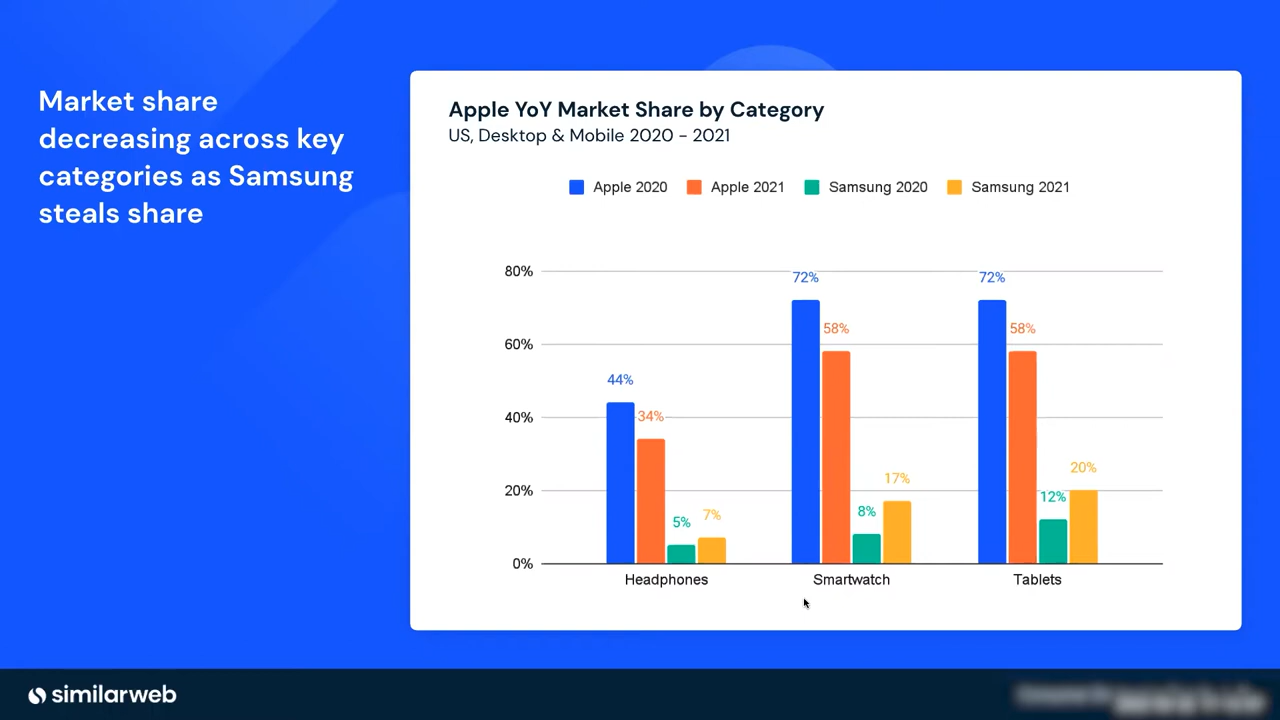 Market share
decreasing across key
categories as Samsung
steals share
Apple YoY Market Share by Category
US, Desktop & Mobile 2020 - 2021
Apple 2020 Apple 2021 Samsung 2020 Samsung 2021
80%
60%
40%
20%
0%
44%
34%
5%
7%
72%
58%
8%
17%
72%
58%
12%
20%
Headphones Smartwatch Tablets
similarweb